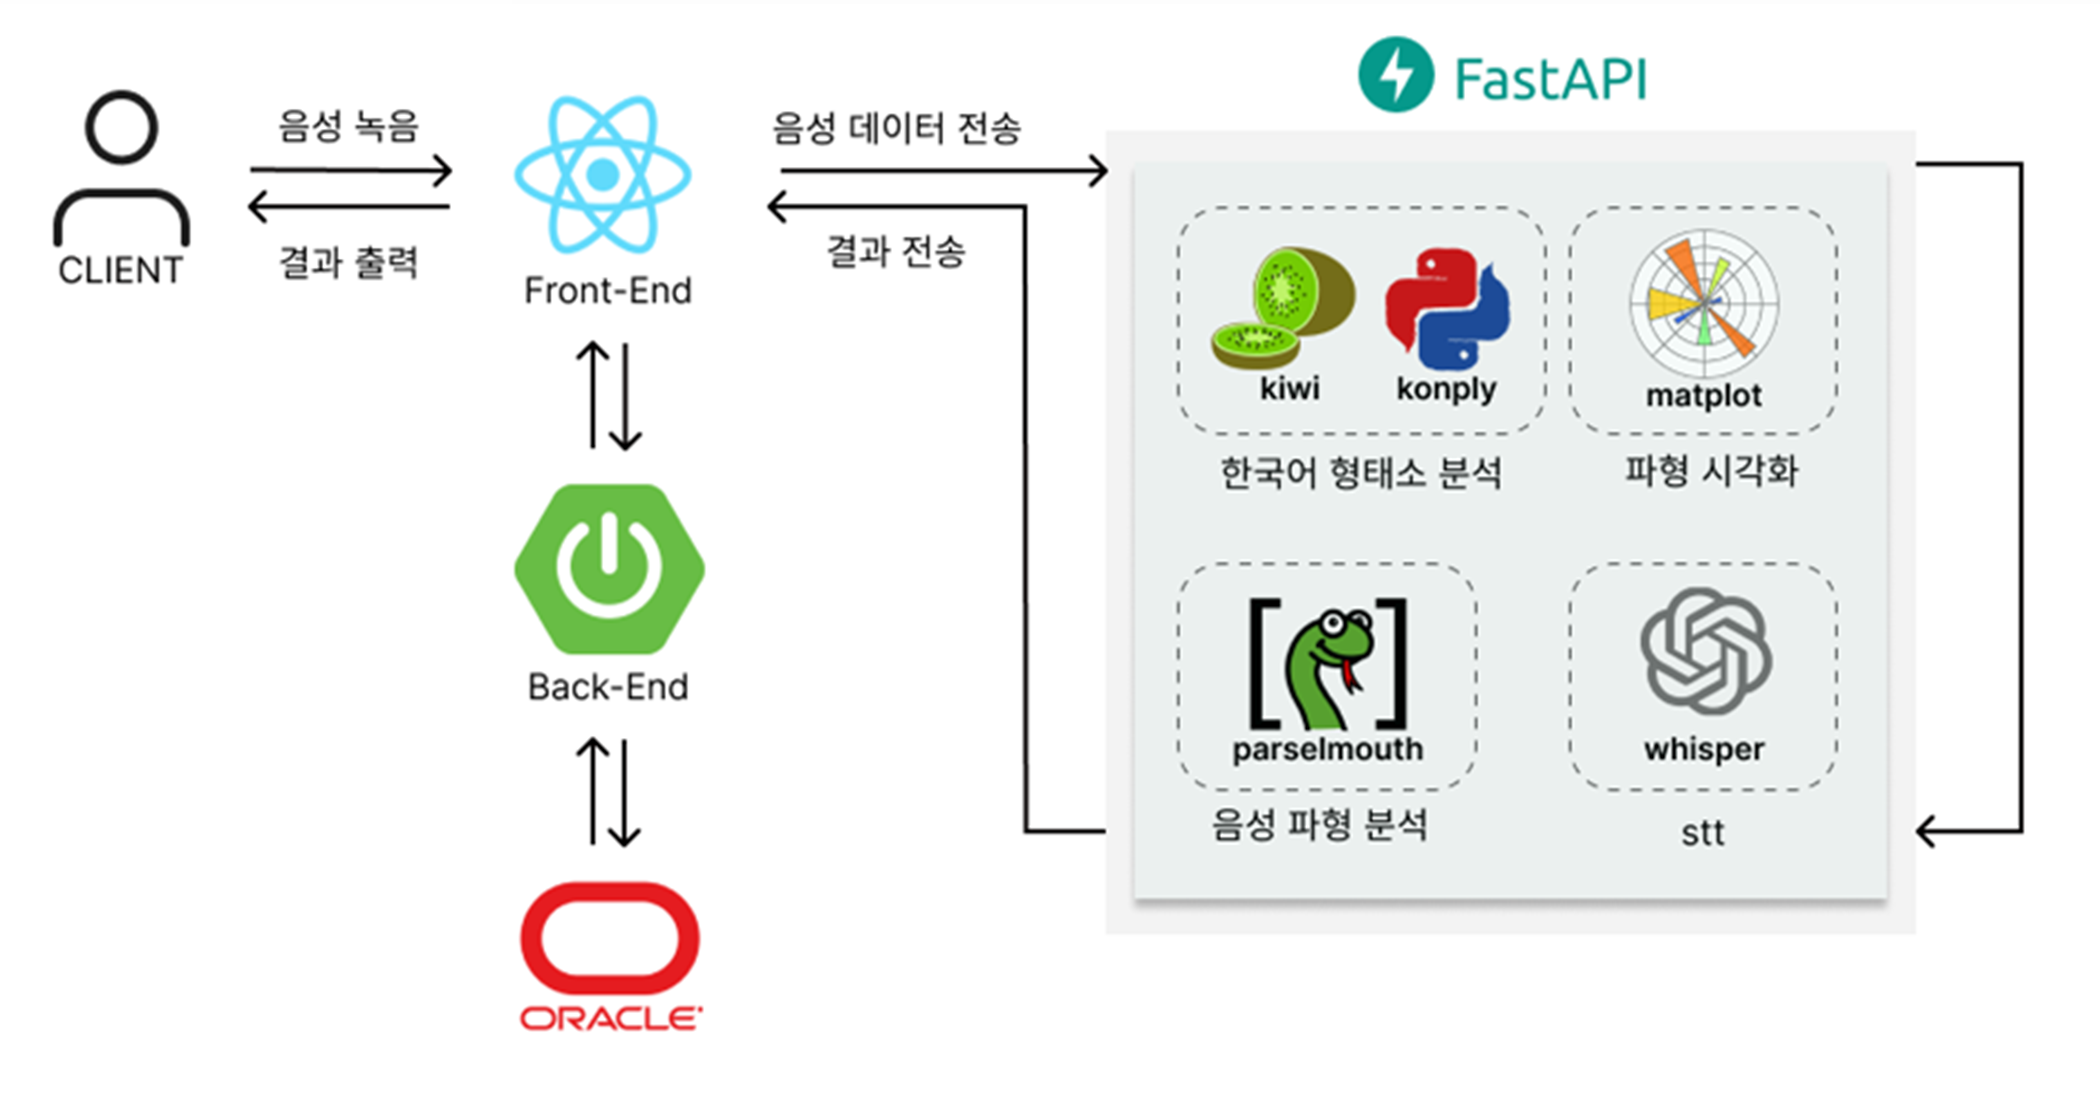 FastAPI
음성 녹음
음성 데이터 전송
CLIENT
결과 출력
결과 전송
Front-End
kiwi
konply
matplot
한국어 형태소 분석
파형 시각화
Back-End
parselmouth
whisper
음성 파형 분석
stt
ORACLE